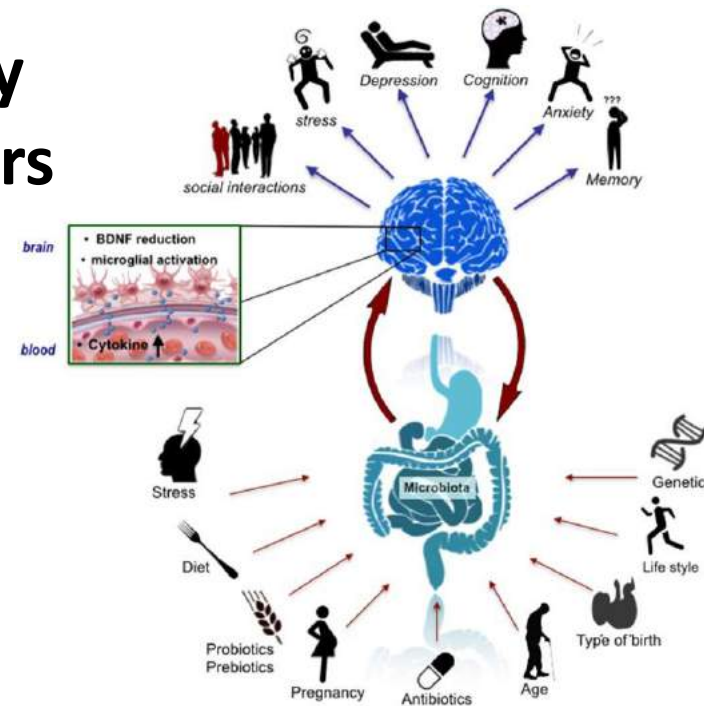 y
rs
Depression
Cognition
stress
Anxiety
???
social interactions
Memory
brain
• BDNF reduction
• microglial activation
blood
• Cytokine
Stress
Microbiota
Genetic
Diet
Life style
Probiotics
Prebiotics
Type of birth
Pregnancy
Antibiotics
Age